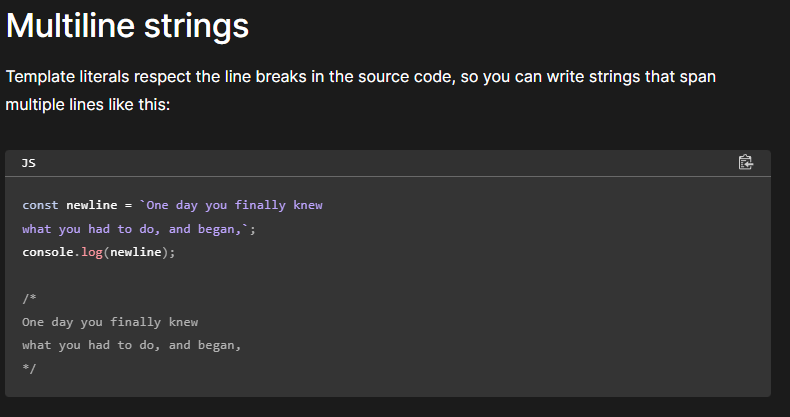 Multiline strings
Template literals respect the line breaks in the source code, so you can write strings that span
multiple lines like this:
JS
const newline = `One day you finally knew
what you had to do, and began,`;
console.log(newline);
/*
One day you finally knew
what you had to do, and began,
*/